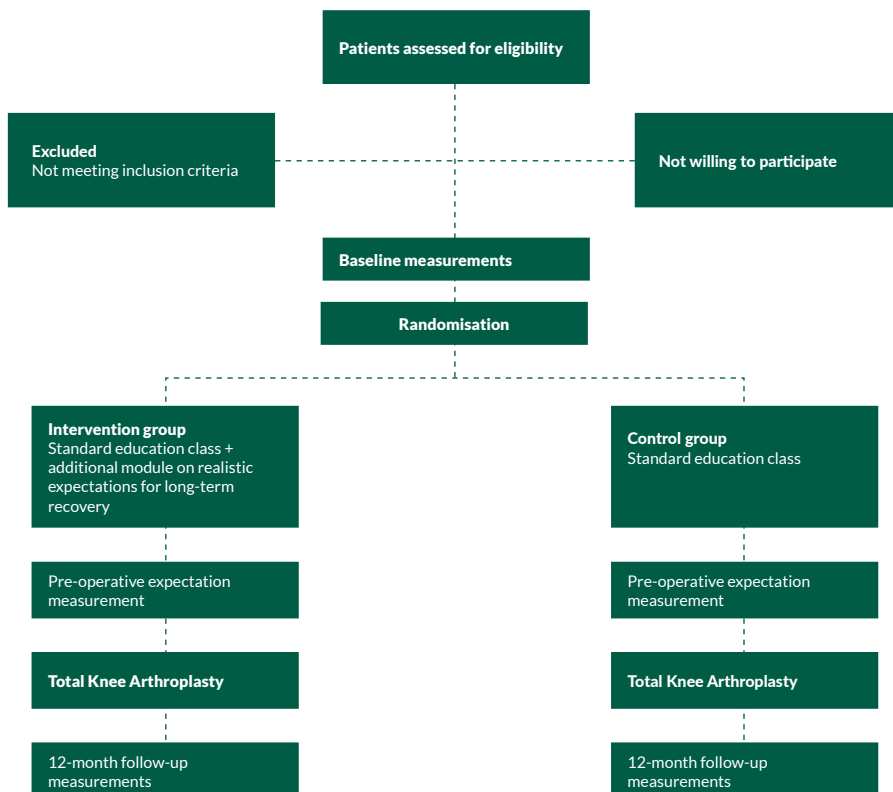 Patients assessed for eligibility
Excluded
Not meeting inclusion criteria
Not willing to participate
Baseline measurements
Randomisation
Intervention group
Standard education class +
additional module on realistic
expectations for long-term
recovery
Control group
Standard education class
Pre-operative expectation
measurement
Pre-operative expectation
measurement
Total Knee Arthroplasty
Total Knee Arthroplasty
12-month follow-up
measurements
12-month follow-up
measurements